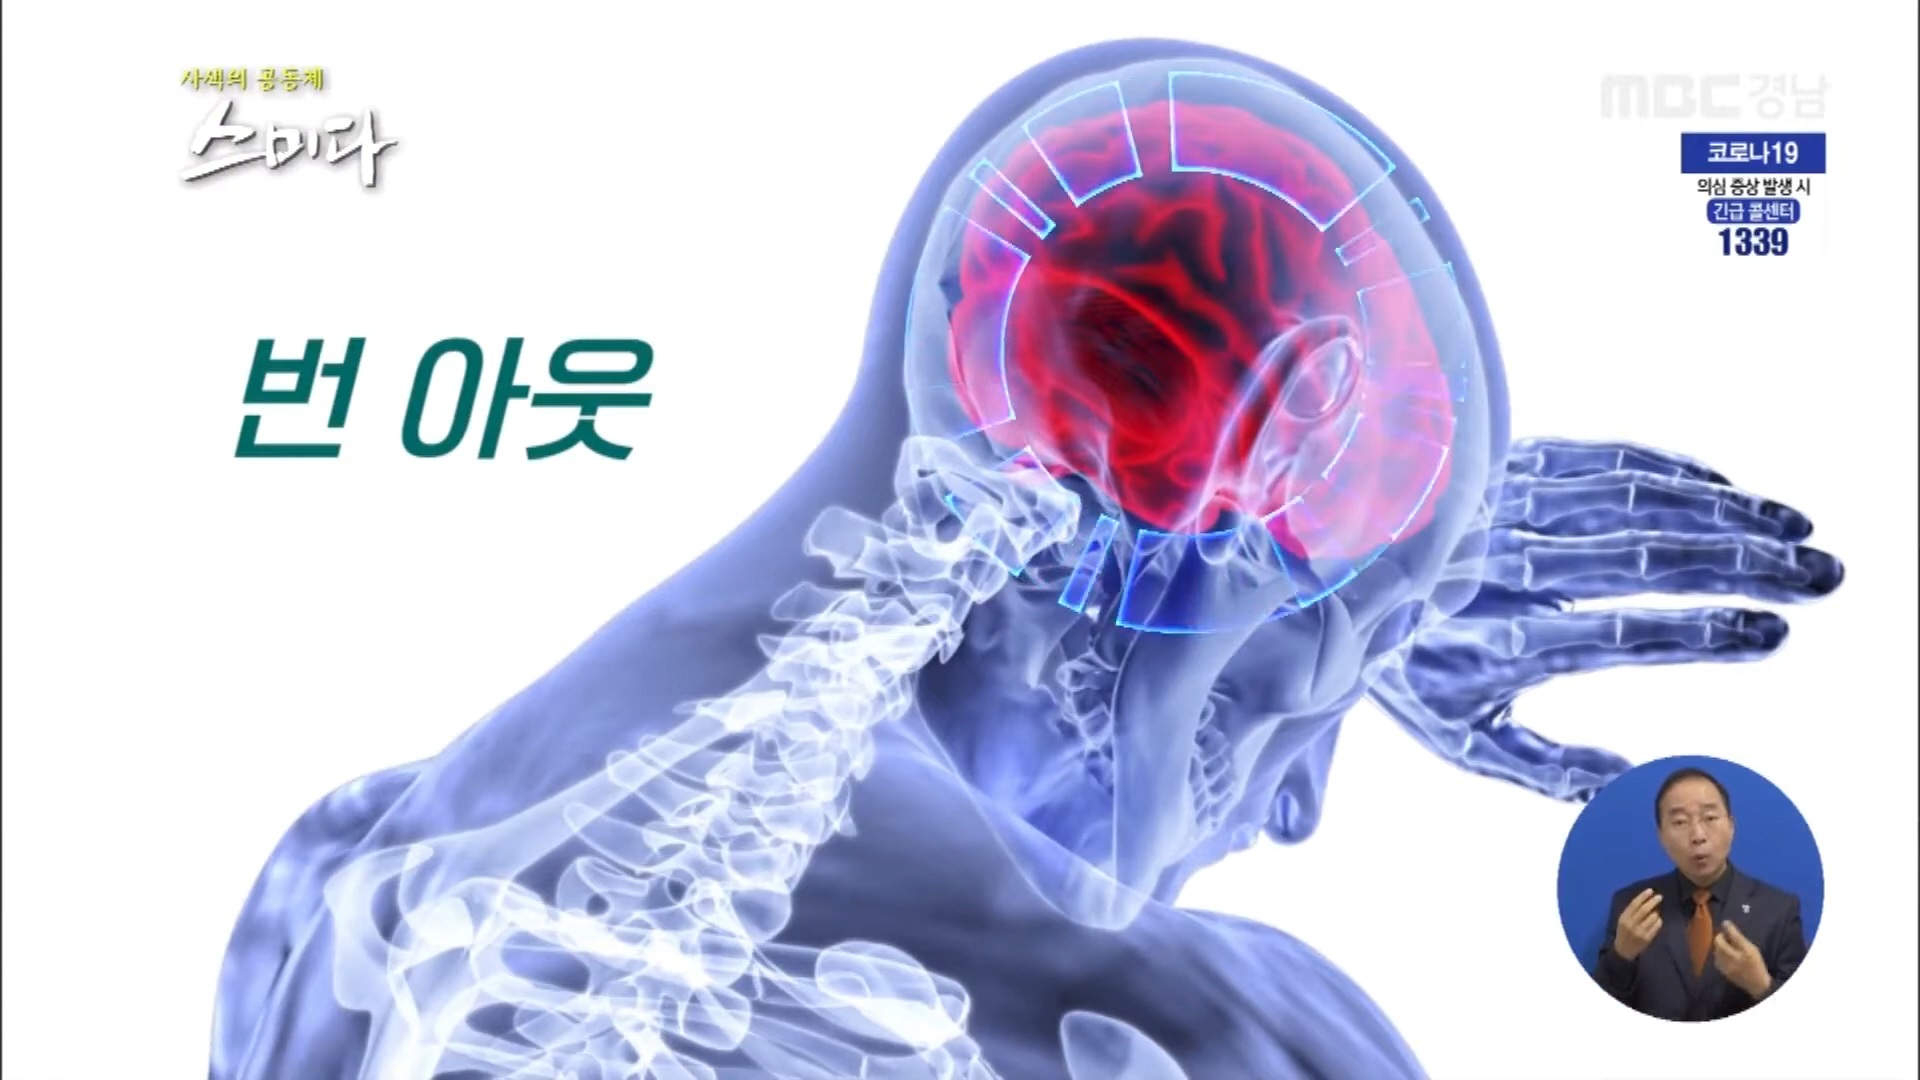 사색의 공동체
스미다
MBC경남
코로나19
의심 증상 발생 시
긴급 콜센터
1339
번 아웃